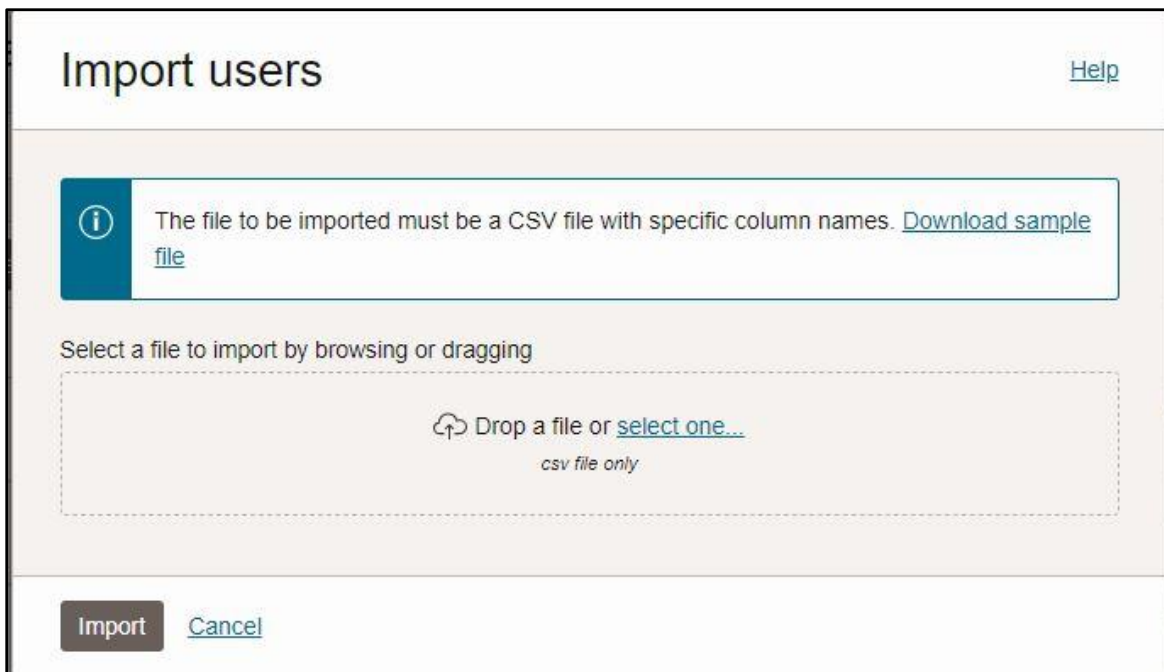 Import users
Help
The file to be imported must be a CSV file with specific column names. Download sample
file
Select a file to import by browsing or dragging
Drop a file or select one...
csv file only
Import
Cancel